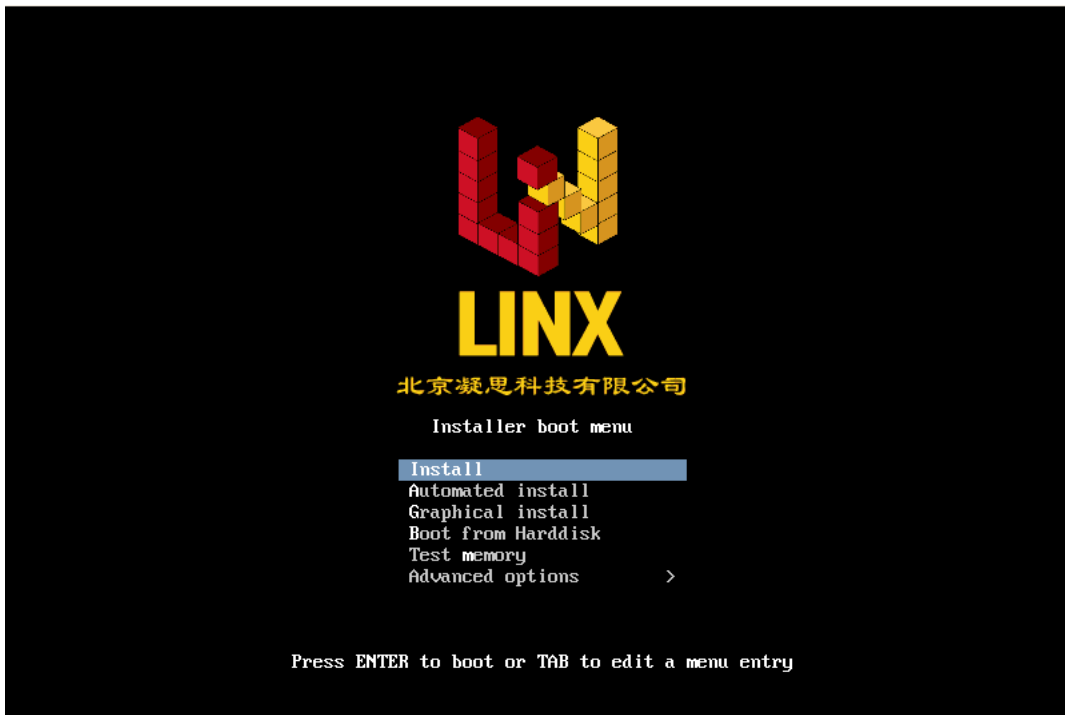 LINX
北京凝思科技有限公司
Installer boot menu
Install
Automated install
Graphical install
Boot from Harddisk
Test memory
Advanced options >
Press ENTER to boot or TAB to edit a menu entry